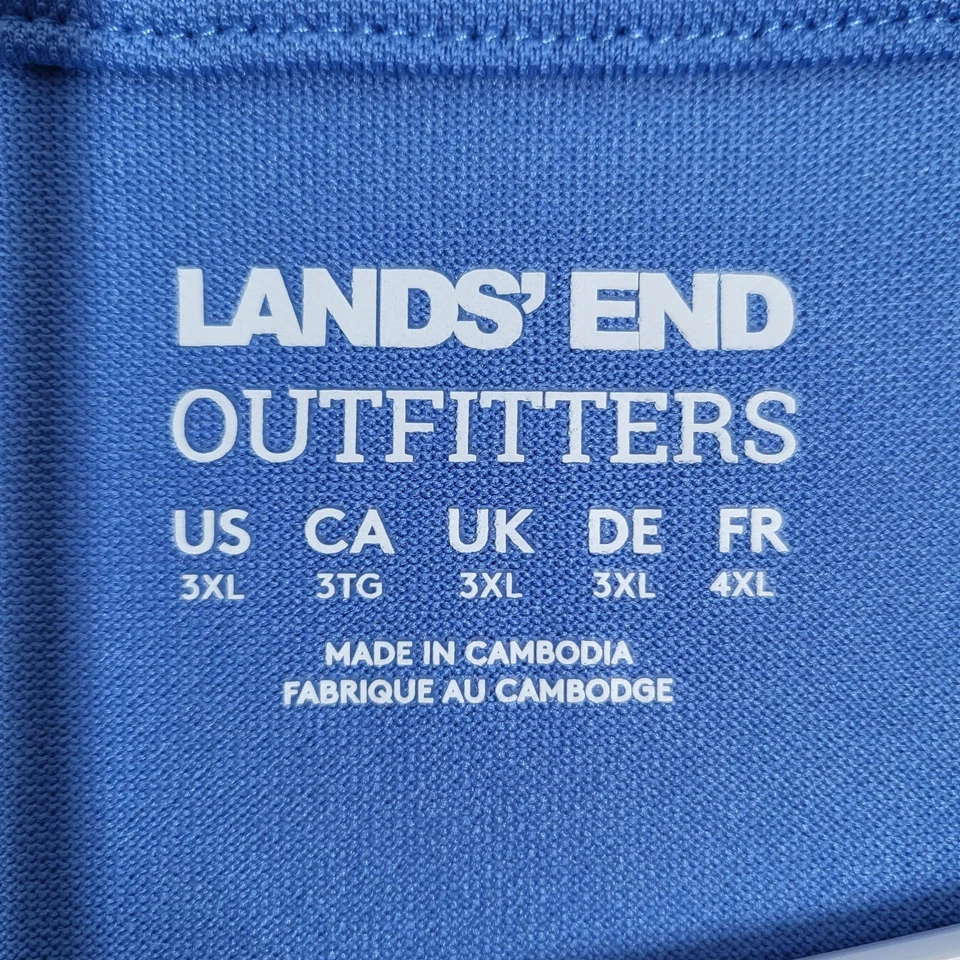 LANDS' END
OUTFITTERS
US CA UK DE FR
3XL 3TG 3XL 3XL 4XL
MADE IN CAMBODIA
FABRIQUE AU CAMBODGE